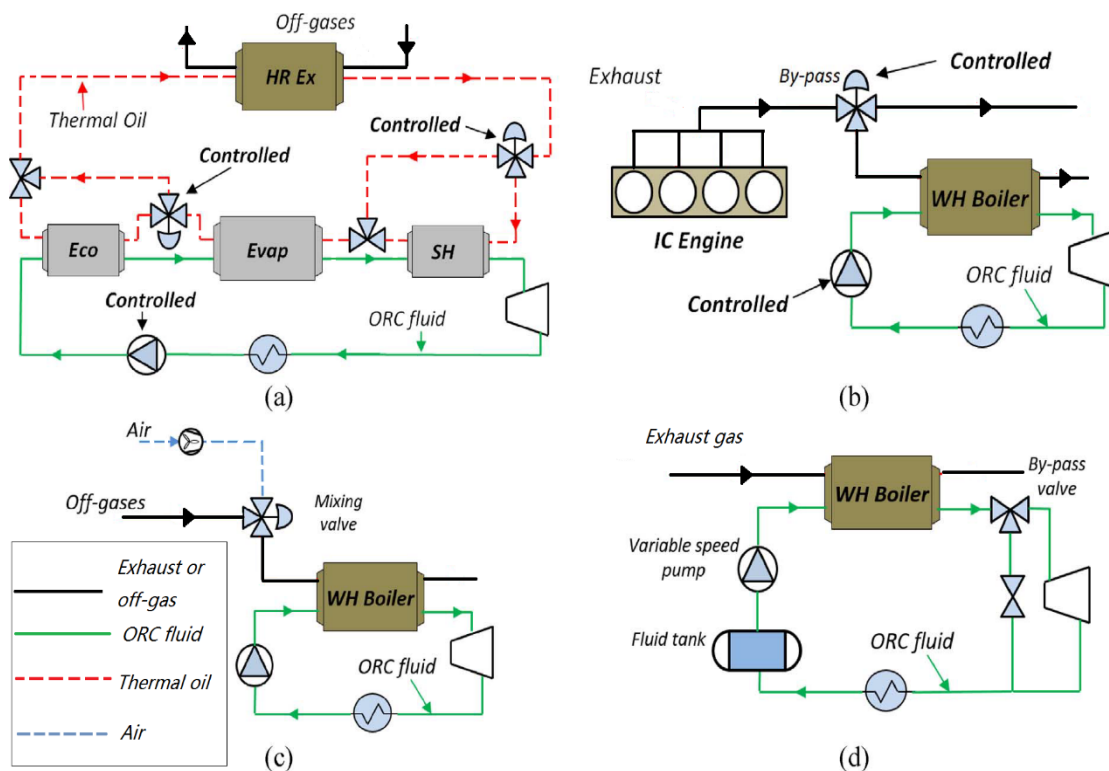 Off-gases
HR Ex
Thermal Oil
Controlled
Controlled
Eco
Evap
SH
Controlled
ORC fluid
(a)
Exhaust
By-pass
Controlled
WH Boiler
IC Engine
Controlled
ORC fluid
(b)
Air
Off-gases
Mixing
valve
WH Boiler
ORC fluid
Exhaust or
off-gas
ORC fluid
Thermal oil
Air
(c)
Exhaust gas
WH Boiler
By-pass
valve
Variable speed
pump
Fluid tank
ORC fluid
(d)